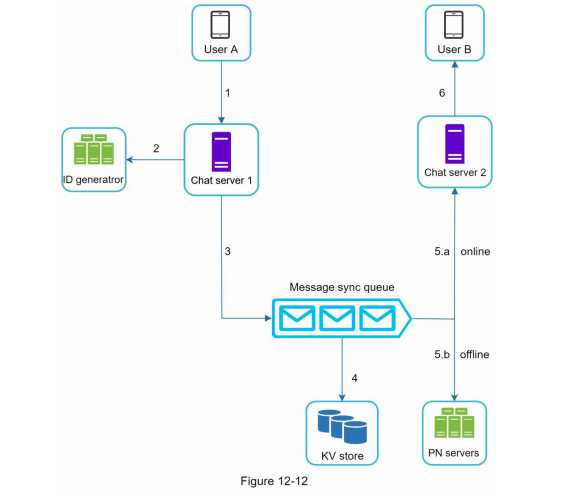 User A
User B
1
6
2
ID generatror
Chat server 1
Chat server 2
3
5.a online
Message sync queue
5.b offline
4
KV store
PN servers
Figure 12-12